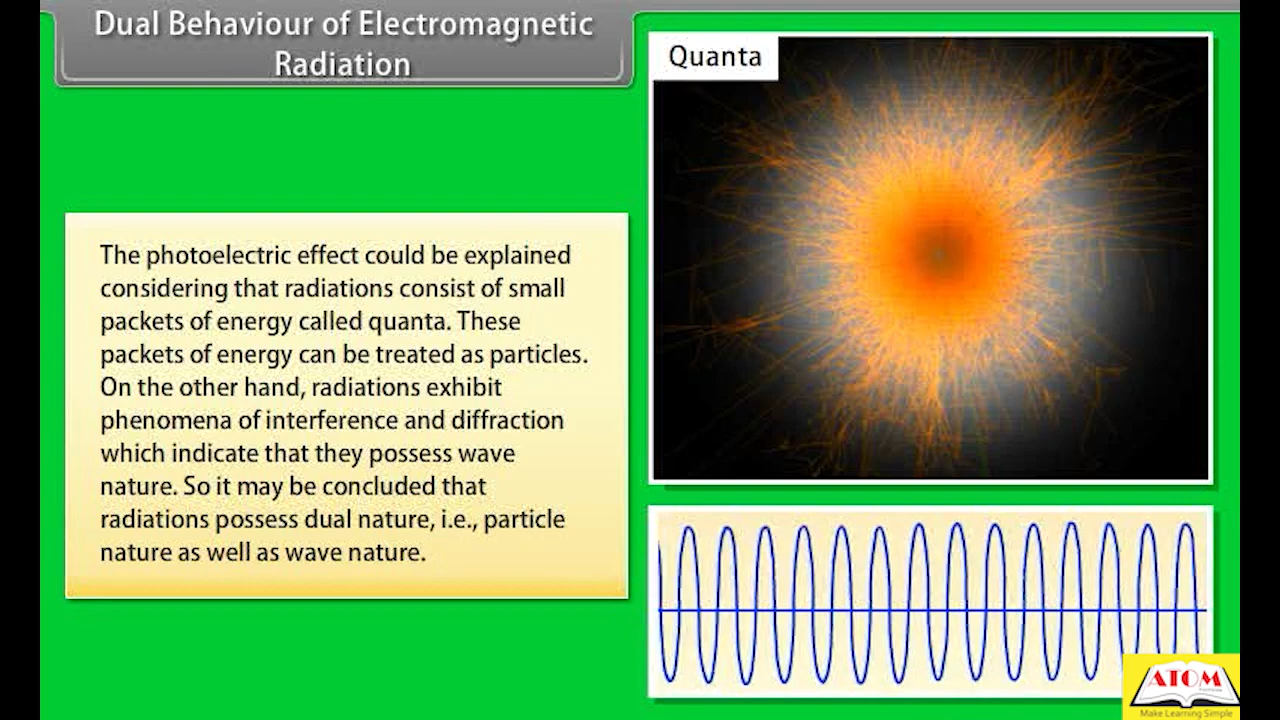 Dual Behaviour of Electromagnetic
Radiation
Quanta
The photoelectric effect could be explained
considering that radiations consist of small
packets of energy called quanta. These
packets of energy can be treated as particles.
On the other hand, radiations exhibit
phenomena of interference and diffraction
which indicate that they possess wave
nature. So it may be concluded that
radiations possess dual nature, i.e., particle
nature as well as wave nature.
ATOM
Make Learning Simple